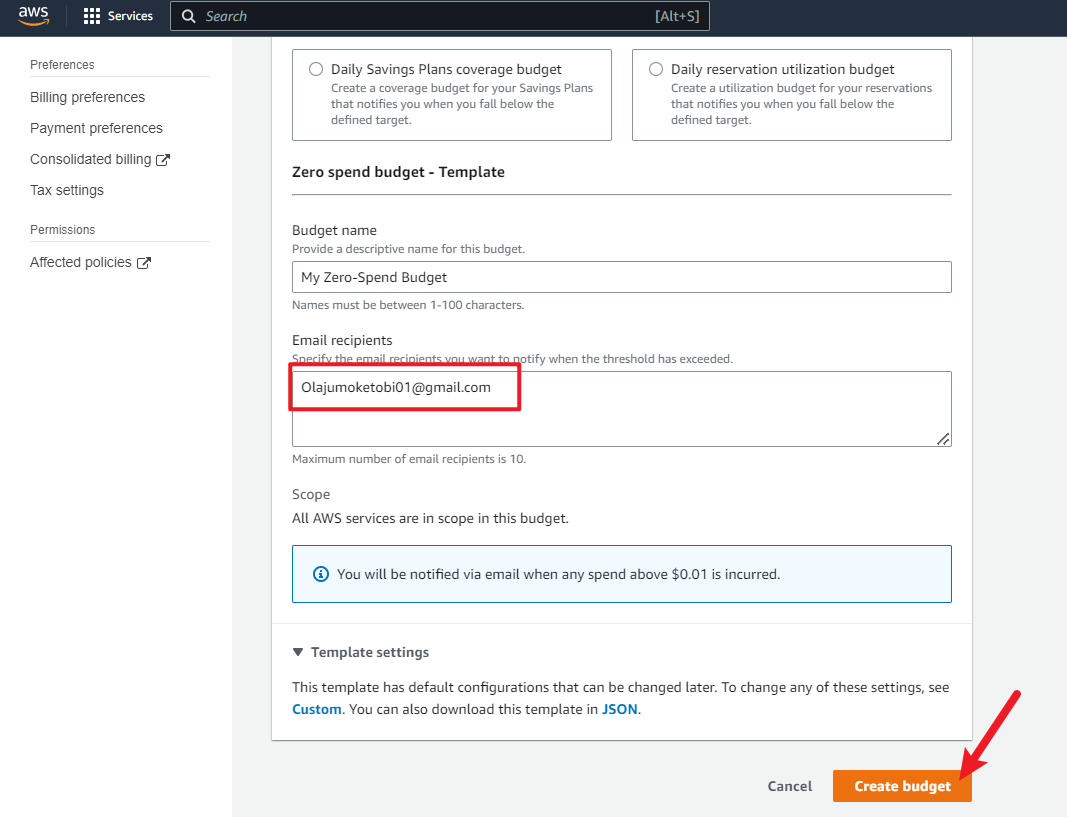 aws
Services
Search
[Alt+S]
Preferences
Billing preferences
Payment preferences
Consolidated billing
Tax settings
Permissions
Affected policies
Daily Savings Plans coverage budget
Create a coverage budget for your Savings Plans
that notifies you when you fall below the
defined target.
Daily reservation utilization budget
Create a utilization budget for your reservations
that notifies you when you fall below the
defined target.
Zero spend budget - Template
Budget name
Provide a descriptive name for this budget.
My Zero-Spend Budget
Names must be between 1-100 characters.
Email recipients
Specify the email recipients you want to notify when the threshold has exceeded.
Olajumoketobi01@gmail.com
Maximum number of email recipients is 10.
Scope
All AWS services are in scope in this budget.
You will be notified via email when any spend above $0.01 is incurred.
Template settings
This template has default configurations that can be changed later. To change any of these settings, see
Custom. You can also download this template in JSON.
Cancel
Create budget